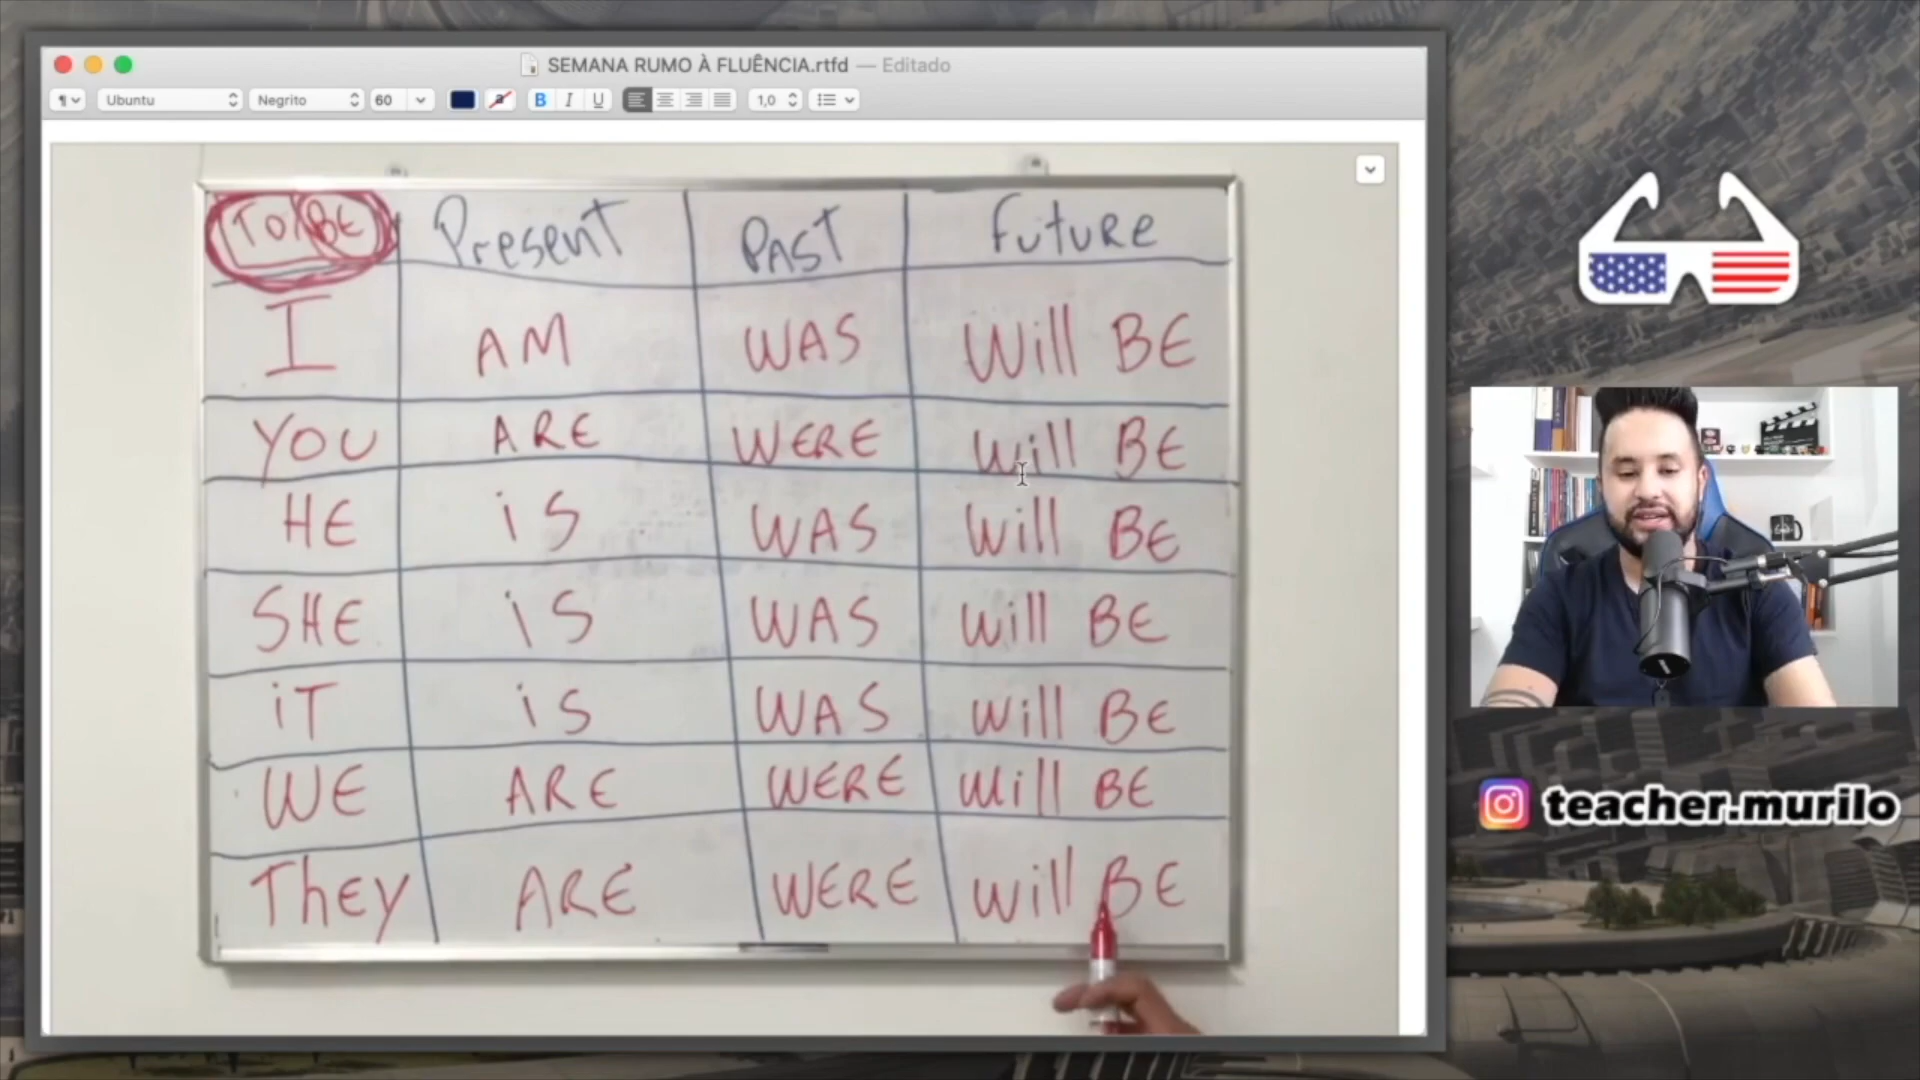 SEMANA RUMO À FLUÊNCIA.rtfd — Editado
¶ Ubuntu Negrito 60 a B I U 1,0
TO BE Present PAST Future
I AM WAS Will BE
YOU ARE WERE Will BE
HE iS WAS Will BE
SHE iS WAS Will BE
iT iS WAS Will BE
WE ARE WERE Will BE
They ARE WERE Will BE
teacher.murilo